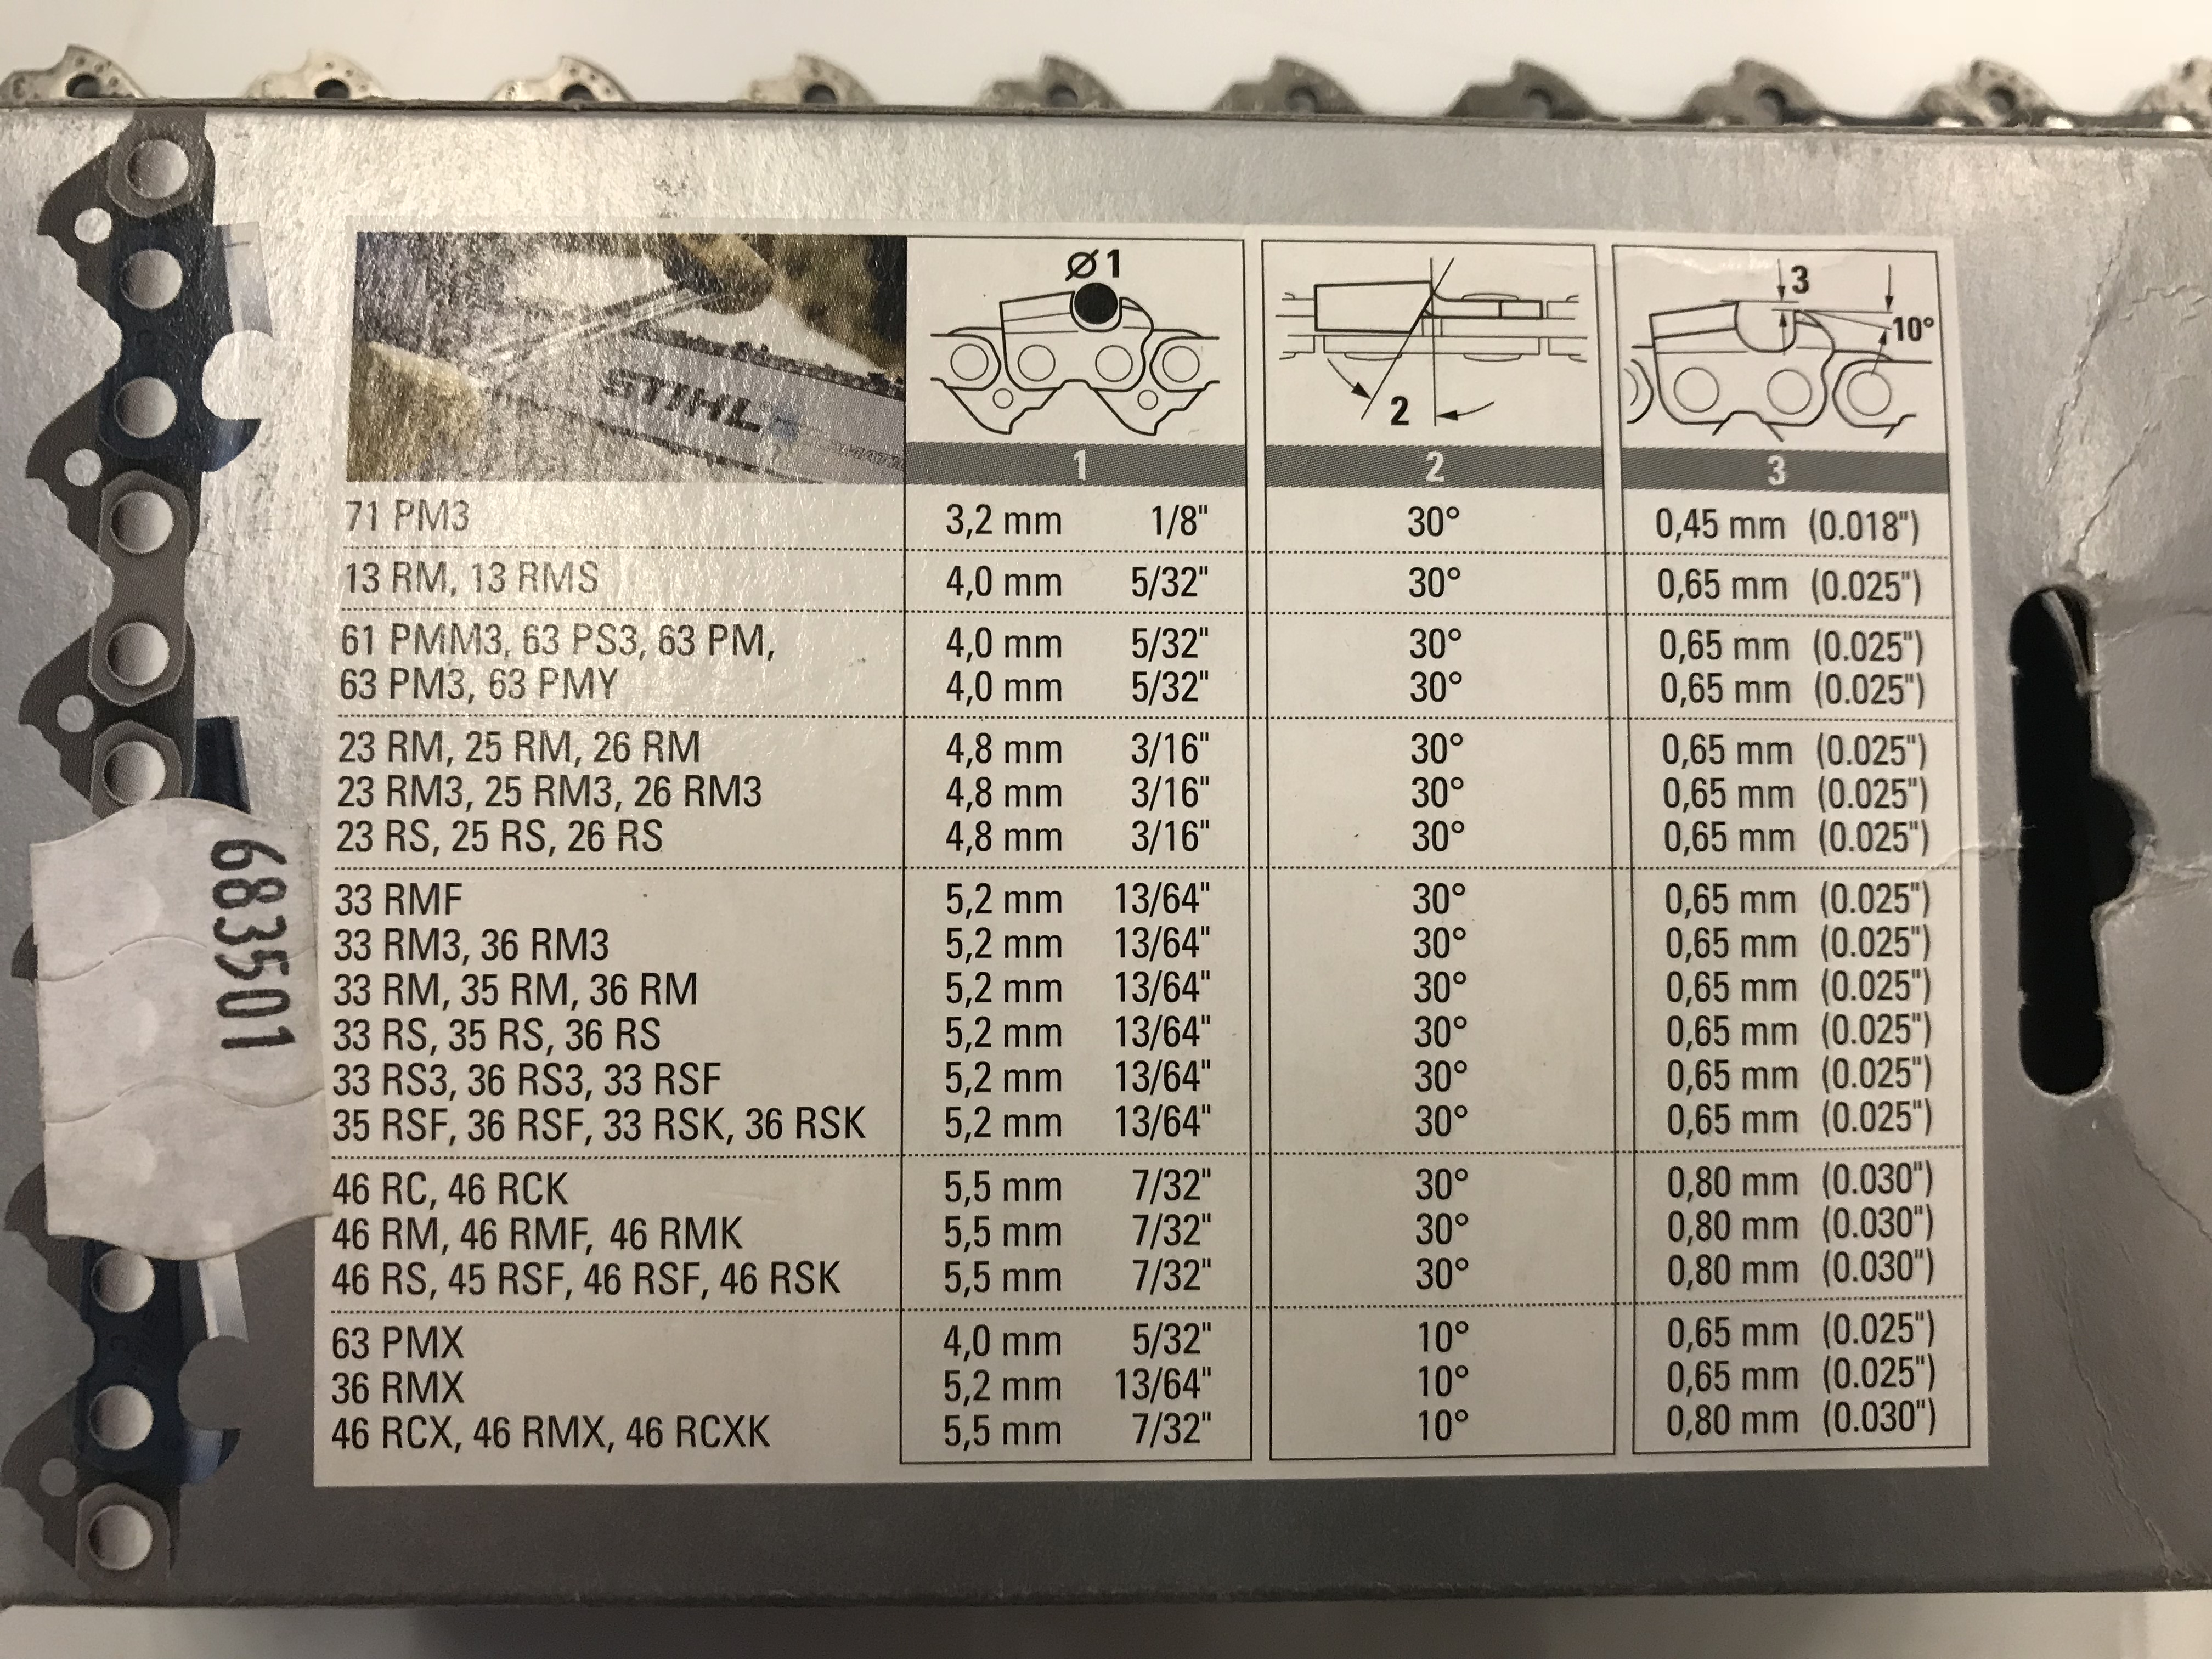 Ø 1
2
3
10°
STIHL
1 2 3
71 PM3 3,2 mm 1/8" 30° 0,45 mm (0.018")
13 RM, 13 RMS 4,0 mm 5/32" 30° 0,65 mm (0.025")
61 PMM3, 63 PS3, 63 PM, 4,0 mm 5/32" 30° 0,65 mm (0.025")
63 PM3, 63 PMY 4,0 mm 5/32" 30° 0,65 mm (0.025")
23 RM, 25 RM, 26 RM 4,8 mm 3/16" 30° 0,65 mm (0.025")
23 RM3, 25 RM3, 26 RM3 4,8 mm 3/16" 30° 0,65 mm (0.025")
23 RS, 25 RS, 26 RS 4,8 mm 3/16" 30° 0,65 mm (0.025")
33 RMF 5,2 mm 13/64" 30° 0,65 mm (0.025")
33 RM3, 36 RM3 5,2 mm 13/64" 30° 0,65 mm (0.025")
33 RM, 35 RM, 36 RM 5,2 mm 13/64" 30° 0,65 mm (0.025")
33 RS, 35 RS, 36 RS 5,2 mm 13/64" 30° 0,65 mm (0.025")
33 RS3, 36 RS3, 33 RSF 5,2 mm 13/64" 30° 0,65 mm (0.025")
35 RSF, 36 RSF, 33 RSK, 36 RSK 5,2 mm 13/64" 30° 0,65 mm (0.025")
46 RC, 46 RCK 5,5 mm 7/32" 30° 0,80 mm (0.030")
46 RM, 46 RMF, 46 RMK 5,5 mm 7/32" 30° 0,80 mm (0.030")
46 RS, 45 RSF, 46 RSF, 46 RSK 5,5 mm 7/32" 30° 0,80 mm (0.030")
63 PMX 4,0 mm 5/32" 10° 0,65 mm (0.025")
36 RMX 5,2 mm 13/64" 10° 0,65 mm (0.025")
46 RCX, 46 RMX, 46 RCXK 5,5 mm 7/32" 10° 0,80 mm (0.030")
683501